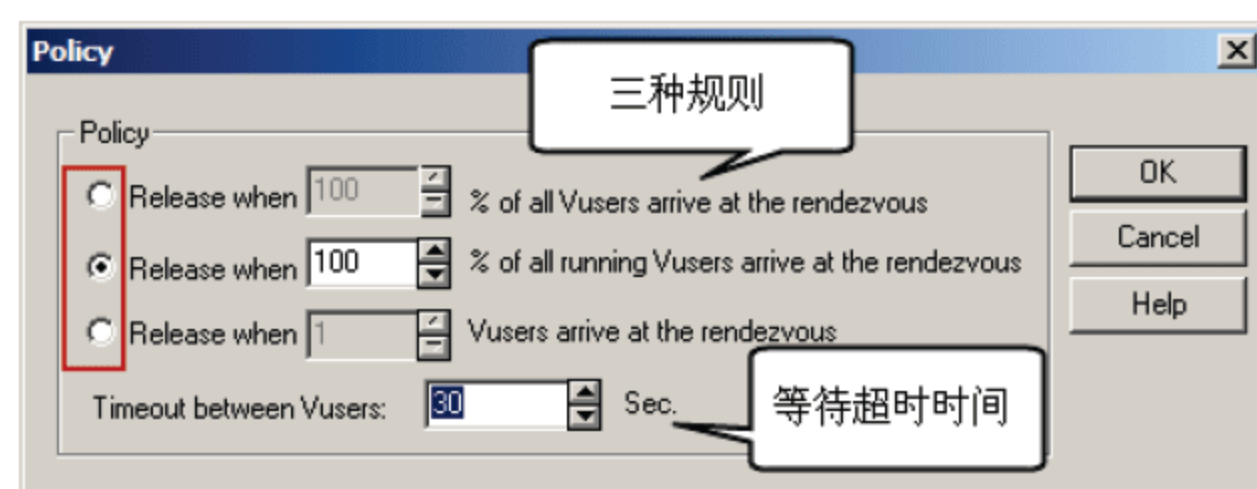 Policy
三种规则
Policy
Release when 100 % of all Vusers arrive at the rendezvous
OK
Release when 100 % of all running Vusers arrive at the rendezvous
Cancel
Release when 1 Vusers arrive at the rendezvous
Help
Timeout between Vusers: 30 Sec.
等待超时时间